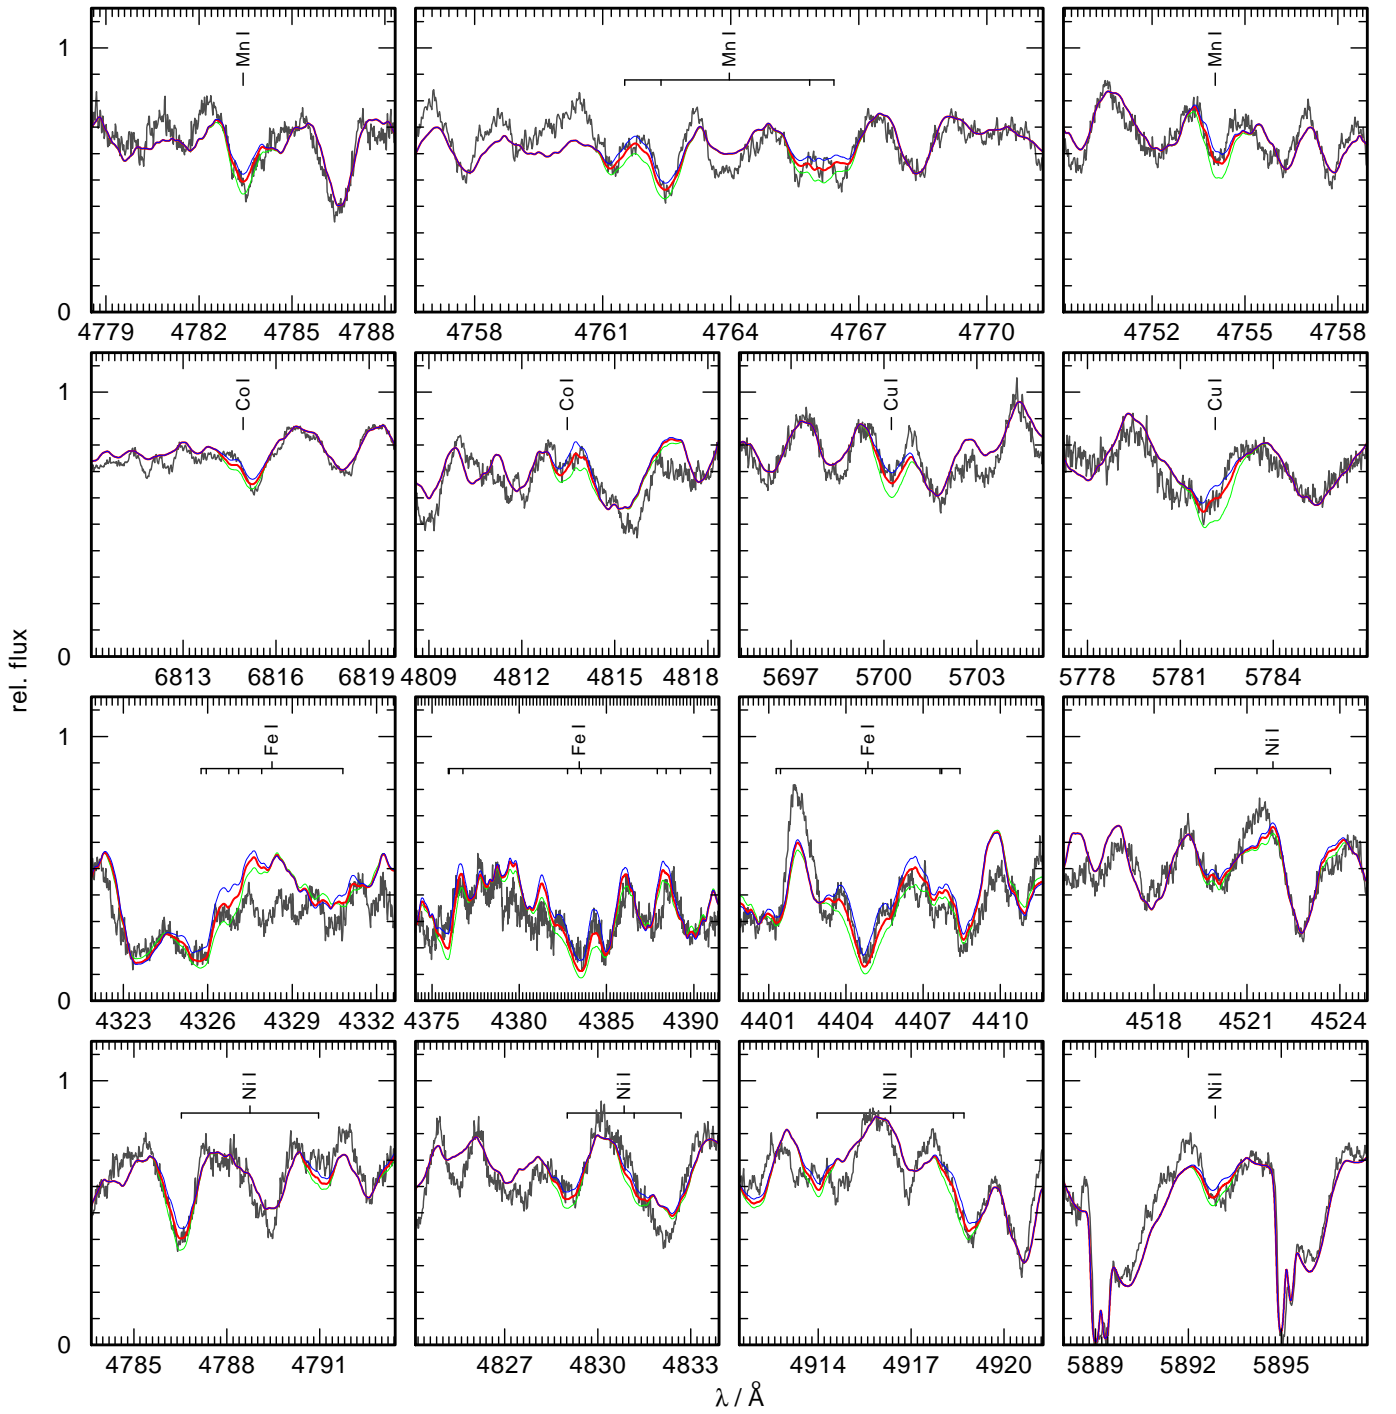 Mn I Mn I Mn I
1
0
4779 4782 4785 4788 4758 4761 4764 4767 4770 4752 4755 4758
Co I Co I Cu I Cu I
1
0
6813 6816 6819 4809 4812 4815 4818 5697 5700 5703 5778 5781 5784
rel. flux
Fe I Fe I Fe I Ni I
1
0
4323 4326 4329 4332 4375 4380 4385 4390 4401 4404 4407 4410 4518 4521 4524
Ni I Ni I Ni I Ni I
1
0
4785 4788 4791 4827 4830 4833 4914 4917 4920 5889 5892 5895
λ / Å